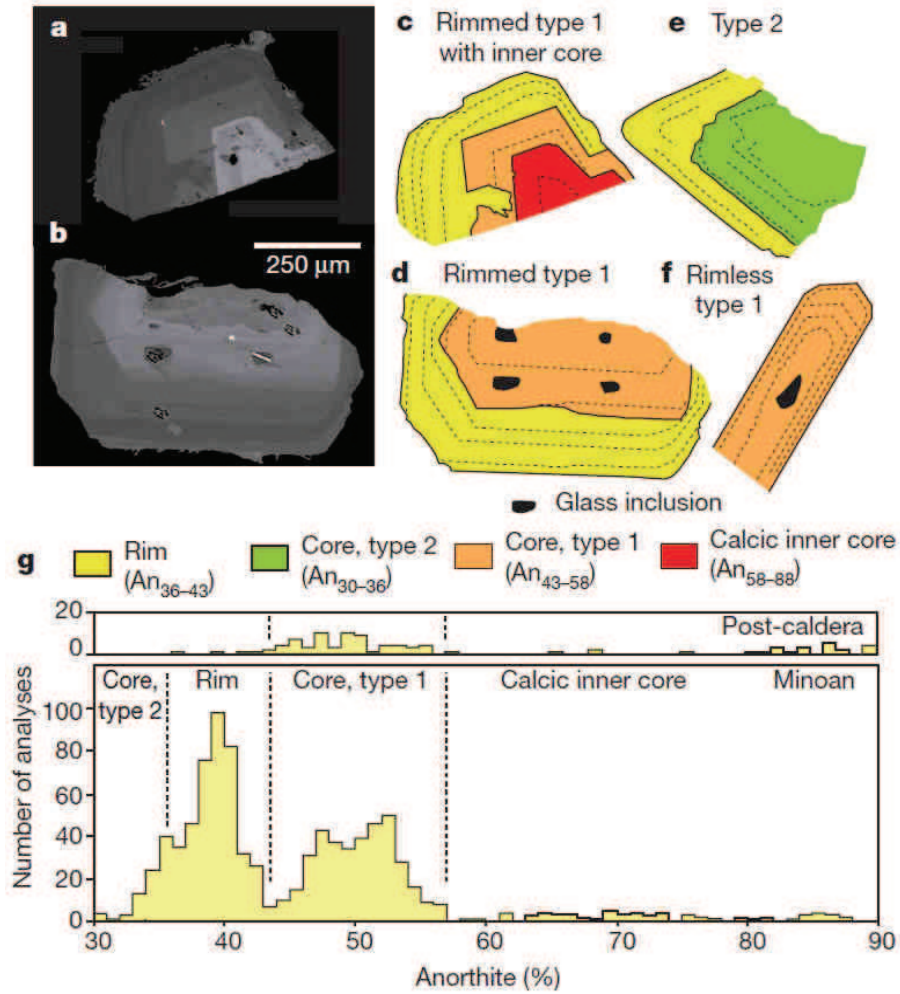 a
b
250 μm
c Rimmed type 1
with inner core
e Type 2
d Rimmed type 1
f Rimless
type 1
Glass inclusion
g
Rim
(An36–43)
Core, type 2
(An30–36)
Core, type 1
(An43–58)
Calcic inner core
(An58–88)
20
0
Post-caldera
Core,
type 2
Rim
Core, type 1
Calcic inner core
Minoan
Number of analyses
100
80
60
40
20
0
30
40
50
60
70
80
90
Anorthite (%)